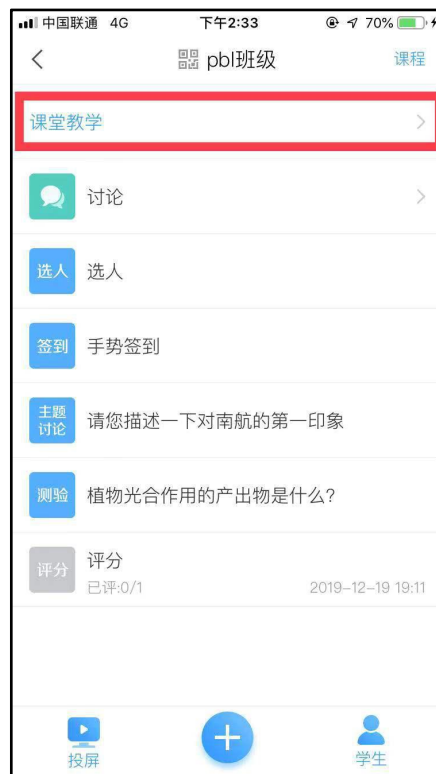 中国联通 4G 下午2:33 70%
pbl班级 课程
课堂教学
讨论
选人 选人
签到 手势签到
主题
讨论 请您描述一下对南航的第一印象
测验 植物光合作用的产出物是什么?
评分 评分
已评:0/1 2019-12-19 19:11
投屏 学生